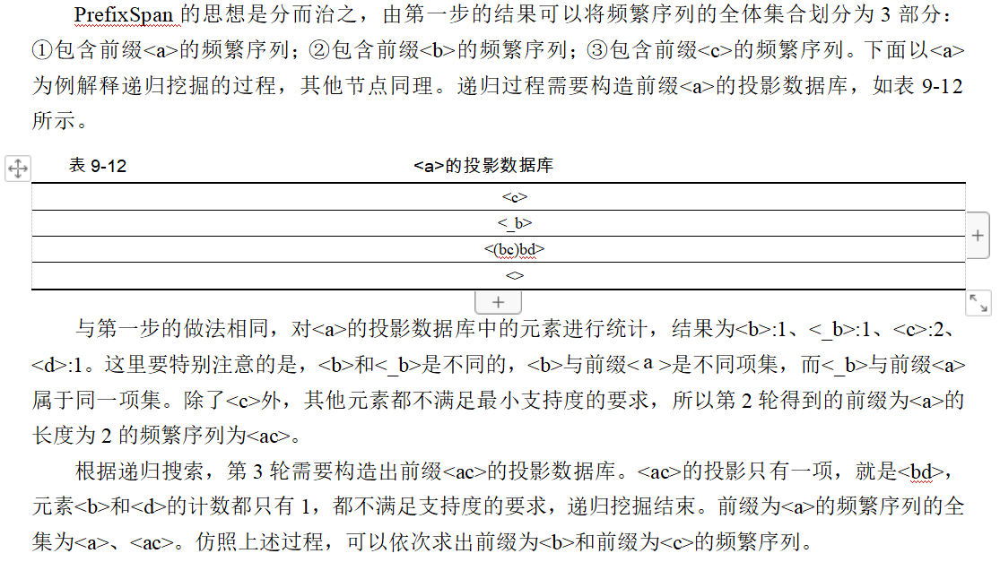 PrefixSpan 的思想是分而治之，由第一步的结果可以将频繁序列的全体集合划分为 3 部分：
①包含前缀<a>的频繁序列；②包含前缀<b>的频繁序列；③包含前缀<c>的频繁序列。下面以<a>
为例解释递归挖掘的过程，其他节点同理。递归过程需要构造前缀<a>的投影数据库，如表 9-12
所示。
表 9-12 <a>的投影数据库
<c>
<_b>
<(bc)bd>
<>
与第一步的做法相同，对<a>的投影数据库中的元素进行统计，结果为<b>:1、<_b>:1、<c>:2、
<d>:1。这里要特别注意的是，<b>和<_b>是不同的，<b>与前缀< a >是不同项集，而<_b>与前缀<a>
属于同一项集。除了<c>外，其他元素都不满足最小支持度的要求，所以第 2 轮得到的前缀为<a>的
长度为 2 的频繁序列为<ac>。
根据递归搜索，第 3 轮需要构造出前缀<ac>的投影数据库。<ac>的投影只有一项，就是<bd>，
元素<b>和<d>的计数都只有 1，都不满足支持度的要求，递归挖掘结束。前缀为<a>的频繁序列的全
集为<a>、<ac>。仿照上述过程，可以依次求出前缀为<b>和前缀为<c>的频繁序列。